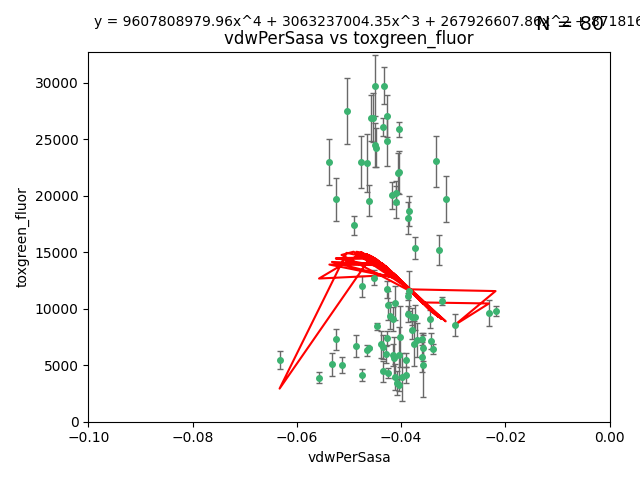 y = 9607808979.96x^4 + 3063237004.35x^3 + 267926607.86x^2 +
N = 80
vdwPerSasa vs toxgreen_fluor
toxgreen_fluor
30000
25000
20000
15000
10000
5000
0
−0.10 −0.08 −0.06 −0.04 −0.02 0.00
vdwPerSasa